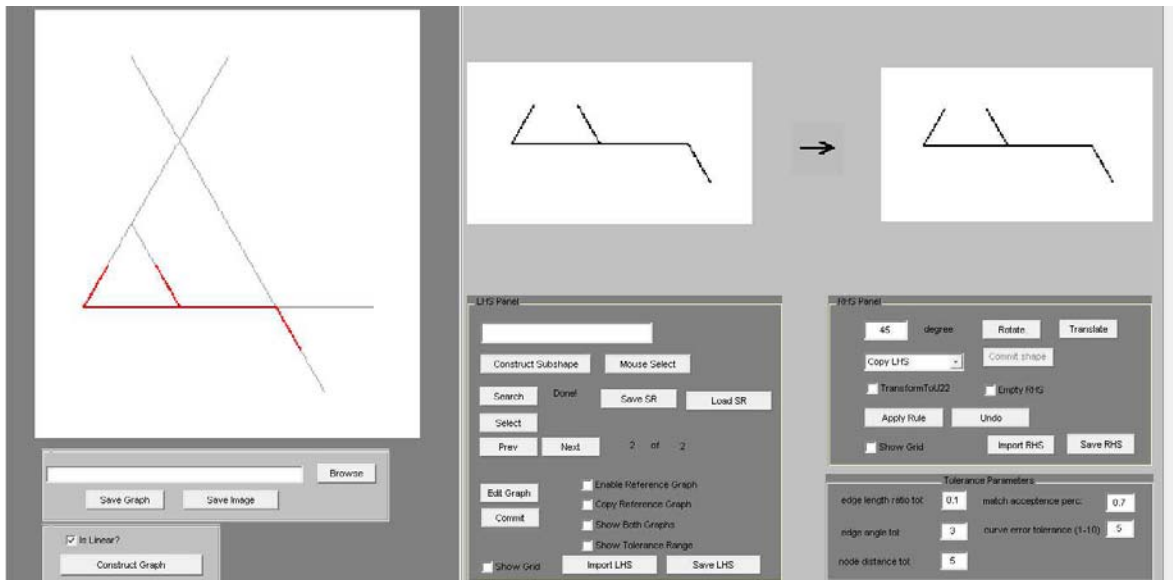 LHS Panel
Construct Subshape
Mouse Select
Search
Done!
Save SR
Load SR
Select
Prev
Next
2 of 2
Edit Graph
Commit
Enable Reference Graph
Copy Reference Graph
Show Both Graphs
Show Tolerance Range
Show Grid
Import LHS
Save LHS
RHS Panel
45 degree
Rotate
Translate
Copy LHS
Commit shape
TransformToU22
Empty RHS
Apply Rule
Undo
Show Grid
Import RHS
Save RHS
Tolerance Parameters
edge length ratio tol: 0.1
match acceptence perc: 0.7
edge angle tol: 3
curve error tolerance (1-10) 5
node distance tol: 5
Browse
Save Graph
Save Image
Is Linear?
Construct Graph